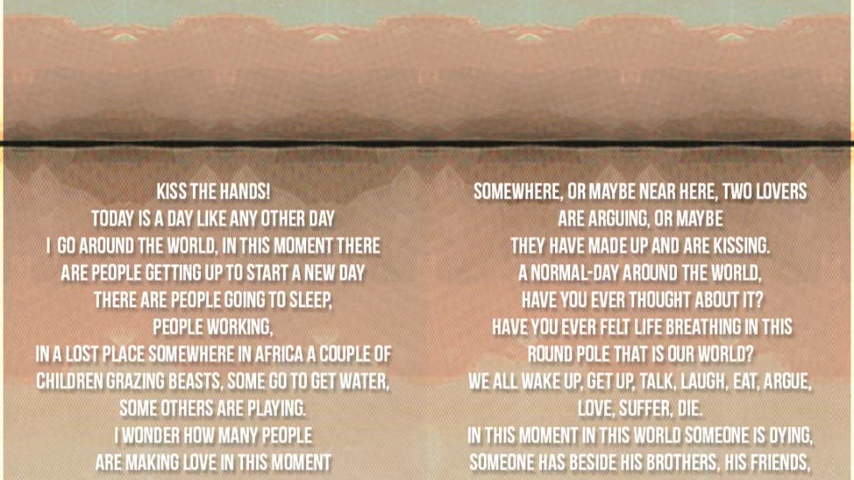 KISS THE HANDS!
TODAY IS A DAY LIKE ANY OTHER DAY
I GO AROUND THE WORLD, IN THIS MOMENT THERE
ARE PEOPLE GETTING UP TO START A NEW DAY
THERE ARE PEOPLE GOING TO SLEEP,
PEOPLE WORKING,
IN A LOST PLACE SOMEWHERE IN AFRICA A COUPLE OF
CHILDREN GRAZING BEASTS, SOME GO TO GET WATER,
SOME OTHERS ARE PLAYING.
I WONDER HOW MANY PEOPLE
ARE MAKING LOVE IN THIS MOMENT
SOMEWHERE, OR MAYBE NEAR HERE, TWO LOVERS
ARE ARGUING, OR MAYBE
THEY HAVE MADE UP AND ARE KISSING.
A NORMAL-DAY AROUND THE WORLD,
HAVE YOU EVER THOUGHT ABOUT IT?
HAVE YOU EVER FELT LIFE BREATHING IN THIS
ROUND POLE THAT IS OUR WORLD?
WE ALL WAKE UP, GET UP, TALK, LAUGH, EAT, ARGUE,
LOVE, SUFFER, DIE.
IN THIS MOMENT IN THIS WORLD SOMEONE IS DYING,
SOMEONE HAS BESIDE HIS BROTHERS, HIS FRIENDS,